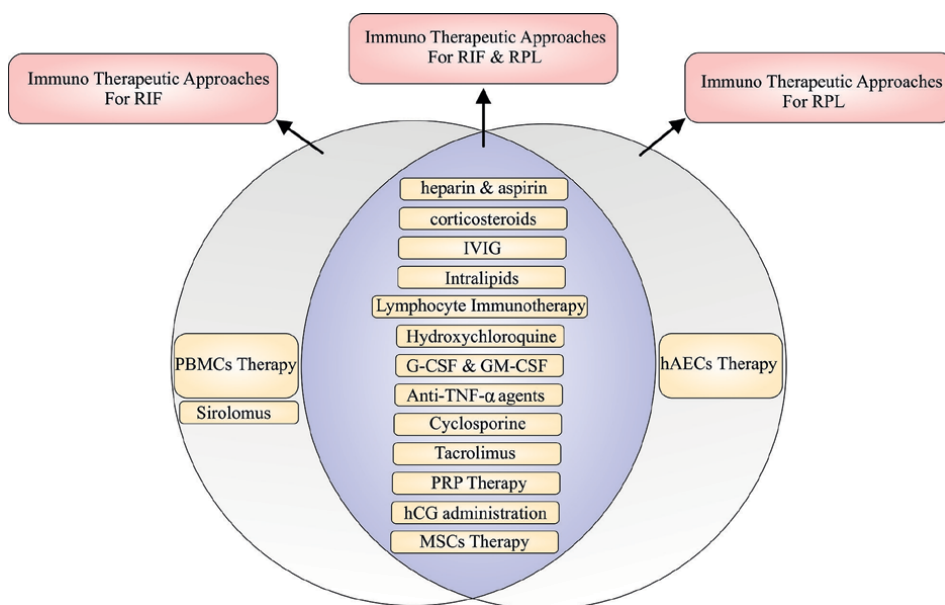 Immuno Therapeutic Approaches
For RIF & RPL
Immuno Therapeutic Approaches
For RIF
Immuno Therapeutic Approaches
For RPL
heparin & aspirin
corticosteroids
IVIG
Intralipids
Lymphocyte Immunotherapy
Hydroxychloroquine
G-CSF & GM-CSF
Anti-TNF-α agents
Cyclosporine
Tacrolimus
PRP Therapy
hCG administration
MSCs Therapy
PBMCs Therapy
Sirolomus
hAECs Therapy